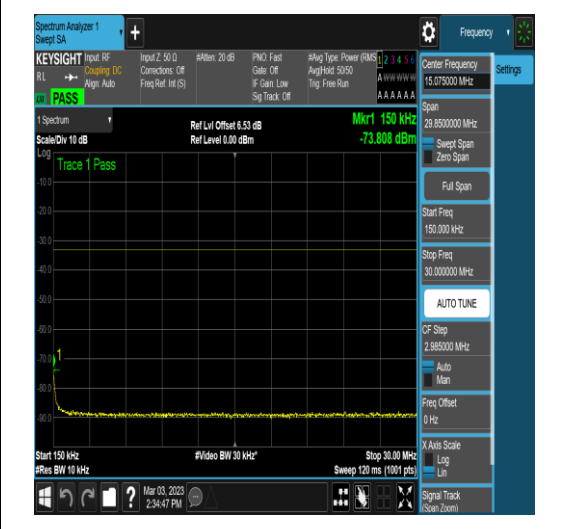 Spectrum Analyzer 1
Swept SA
+
Frequency
KEYSIGHT
Input: RF
Input Z: 50 Ω
#Atten: 20 dB
PNO: Fast
#Avg Type: Power (RMS
1 2 3 4 5 6
RL
Coupling: DC
Corrections: Off
Gate: Off
Avg|Hold: 50/50
A W W W W W
Align: Auto
Freq Ref: Int (S)
IF Gain: Low
Trig: Free Run
Sig Track: Off
A A A A A A
PASS
1 Spectrum
Ref Lvl Offset 6.53 dB
Mkr1 150 kHz
Scale/Div 10 dB
Ref Level 0.00 dBm
-73.808 dBm
Log
Trace 1 Pass
-10.0
-20.0
-30.0
-40.0
-50.0
-60.0
-70.0
-80.0
-90.0
1
Start 150 kHz
#Video BW 30 kHz*
Stop 30.00 MHz
#Res BW 10 kHz
Sweep 120 ms (1001 pts)
Center Frequency
15.075000 MHz
Settings
Span
29.8500000 MHz
Swept Span
Zero Span
Full Span
Start Freq
150.000 kHz
Stop Freq
30.000000 MHz
AUTO TUNE
CF Step
2.985000 MHz
Auto
Man
Freq Offset
0 Hz
X Axis Scale
Log
Lin
Signal Track
(Span Zoom)
?
Mar 03, 2023
2:34:47 PM